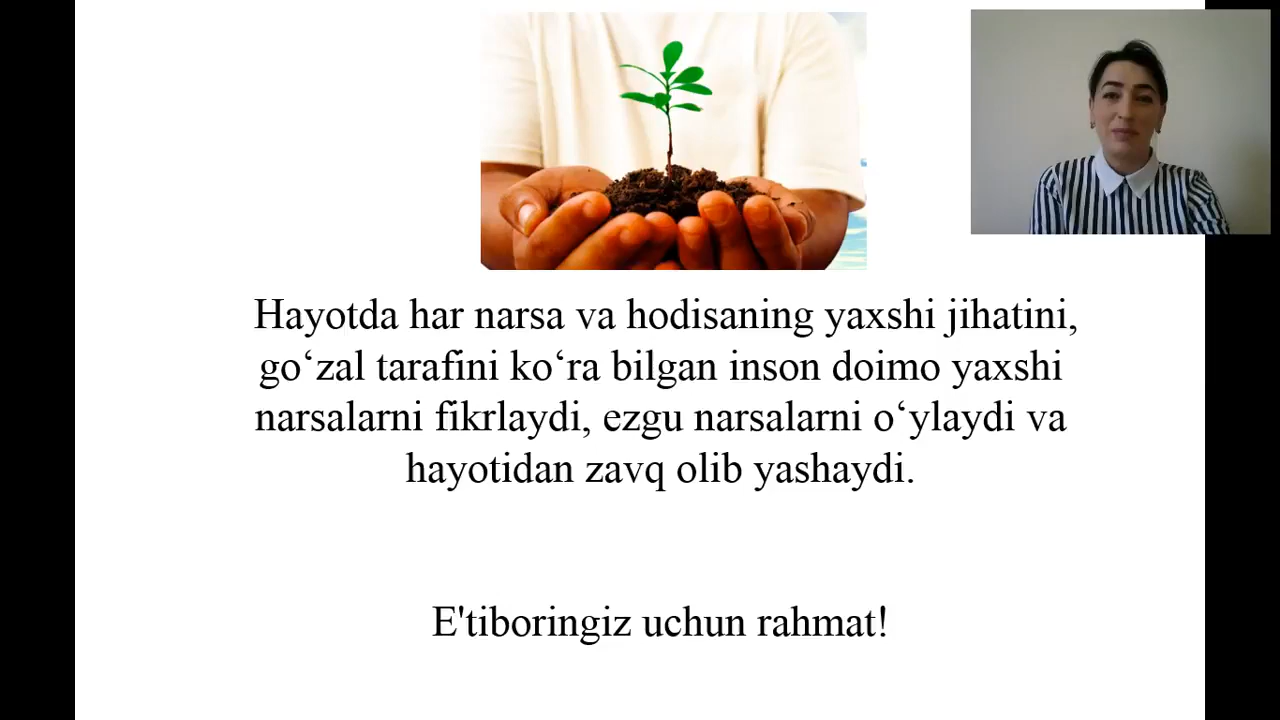 Hayotda har narsa va hodisaning yaxshi jihatini,
go‘zal tarafini ko‘ra bilgan inson doimo yaxshi
narsalarni fikrlaydi, ezgu narsalarni o‘ylaydi va
hayotidan zavq olib yashaydi.
E'tiboringiz uchun rahmat!